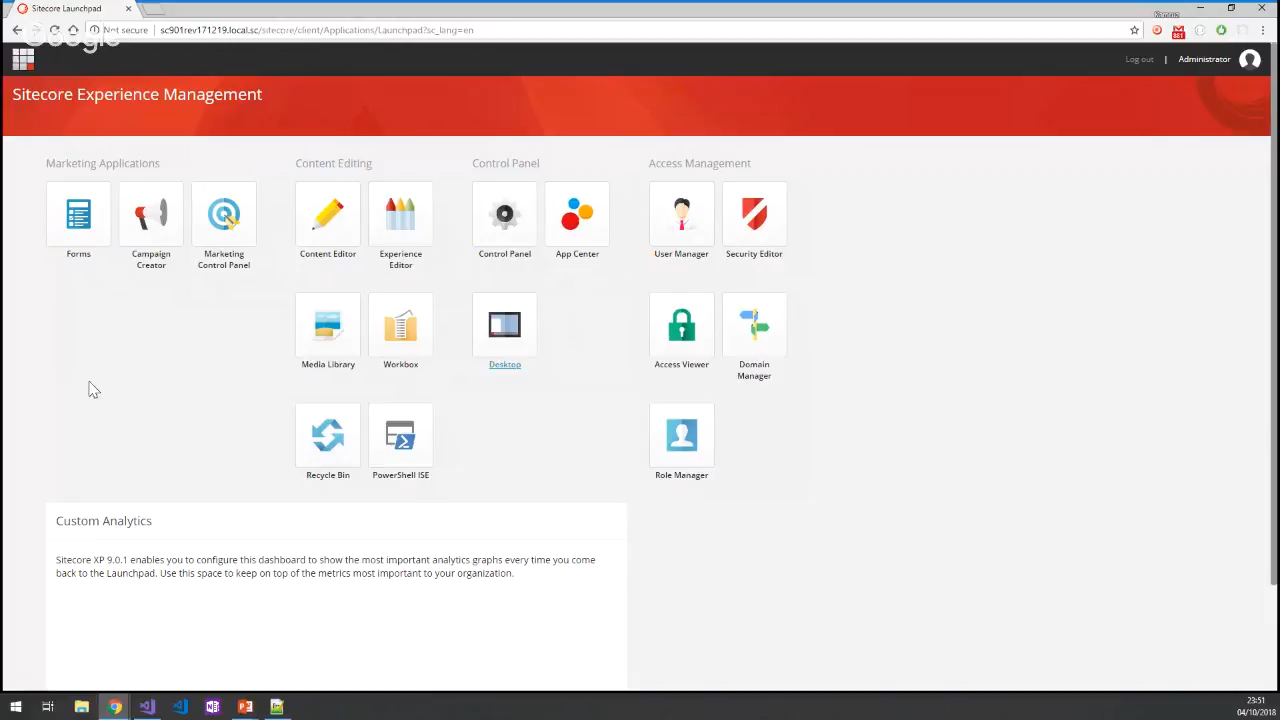 Sitecore Launchpad
Kamruz
Not secure
sc901rev171219.local.sc/sitecore/client/Applications/Launchpad?sc_lang=en
881
Google
Log out | Administrator
Sitecore Experience Management
Marketing Applications
Content Editing
Control Panel
Access Management
Forms
Campaign Creator
Marketing Control Panel
Content Editor
Experience Editor
Control Panel
App Center
User Manager
Security Editor
Media Library
Workbox
Desktop
Access Viewer
Domain Manager
Recycle Bin
PowerShell ISE
Role Manager
Custom Analytics
Sitecore XP 9.0.1 enables you to configure this dashboard to show the most important analytics graphs every time you come
back to the Launchpad. Use this space to keep on top of the metrics most important to your organization.
23:51
04/10/2018